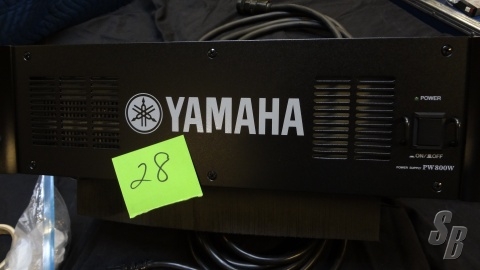 POWER
YAMAHA
ON / OFF
POWER SUPPLY PW800W
28
SB